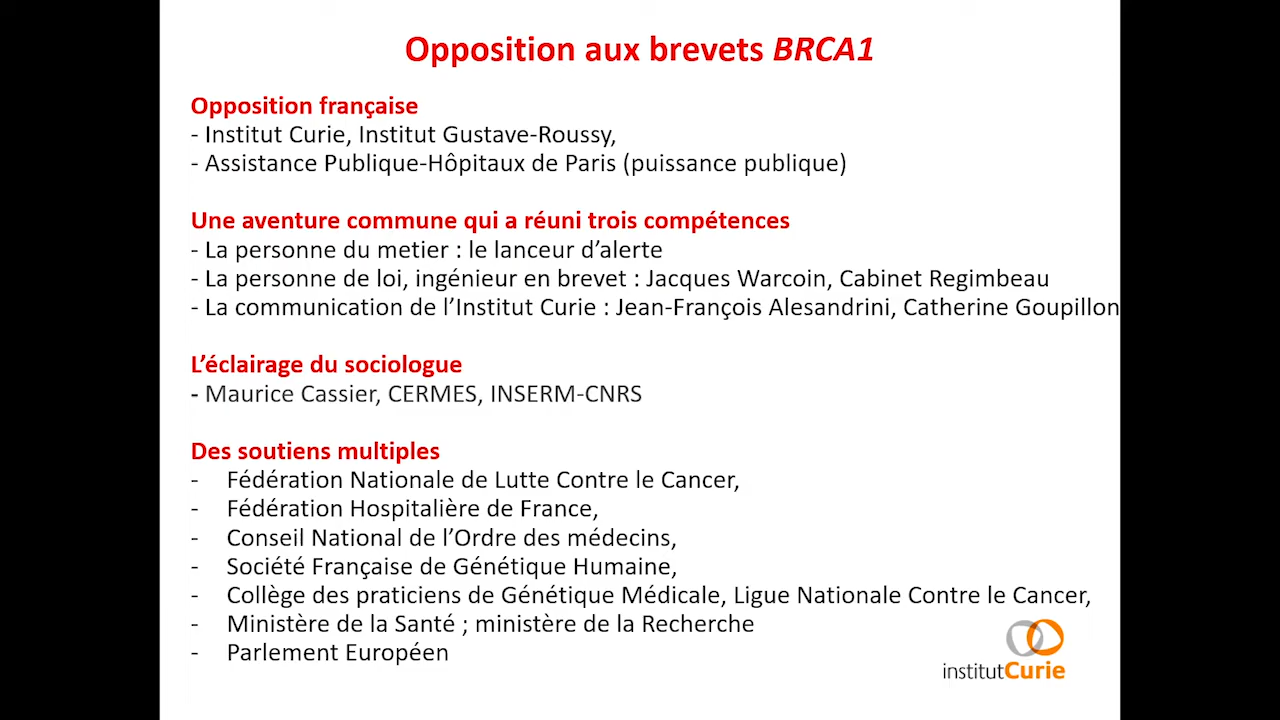 Opposition aux brevets BRCA1
Opposition française
- Institut Curie, Institut Gustave-Roussy,
- Assistance Publique-Hôpitaux de Paris (puissance publique)
Une aventure commune qui a réuni trois compétences
- La personne du metier : le lanceur d’alerte
- La personne de loi, ingénieur en brevet : Jacques Warcoin, Cabinet Regimbeau
- La communication de l’Institut Curie : Jean-François Alesandrini, Catherine Goupillon
L’éclairage du sociologue
- Maurice Cassier, CERMES, INSERM-CNRS
Des soutiens multiples
- Fédération Nationale de Lutte Contre le Cancer,
- Fédération Hospitalière de France,
- Conseil National de l’Ordre des médecins,
- Société Française de Génétique Humaine,
- Collège des praticiens de Génétique Médicale, Ligue Nationale Contre le Cancer,
- Ministère de la Santé ; ministère de la Recherche
- Parlement Européen
institutCurie